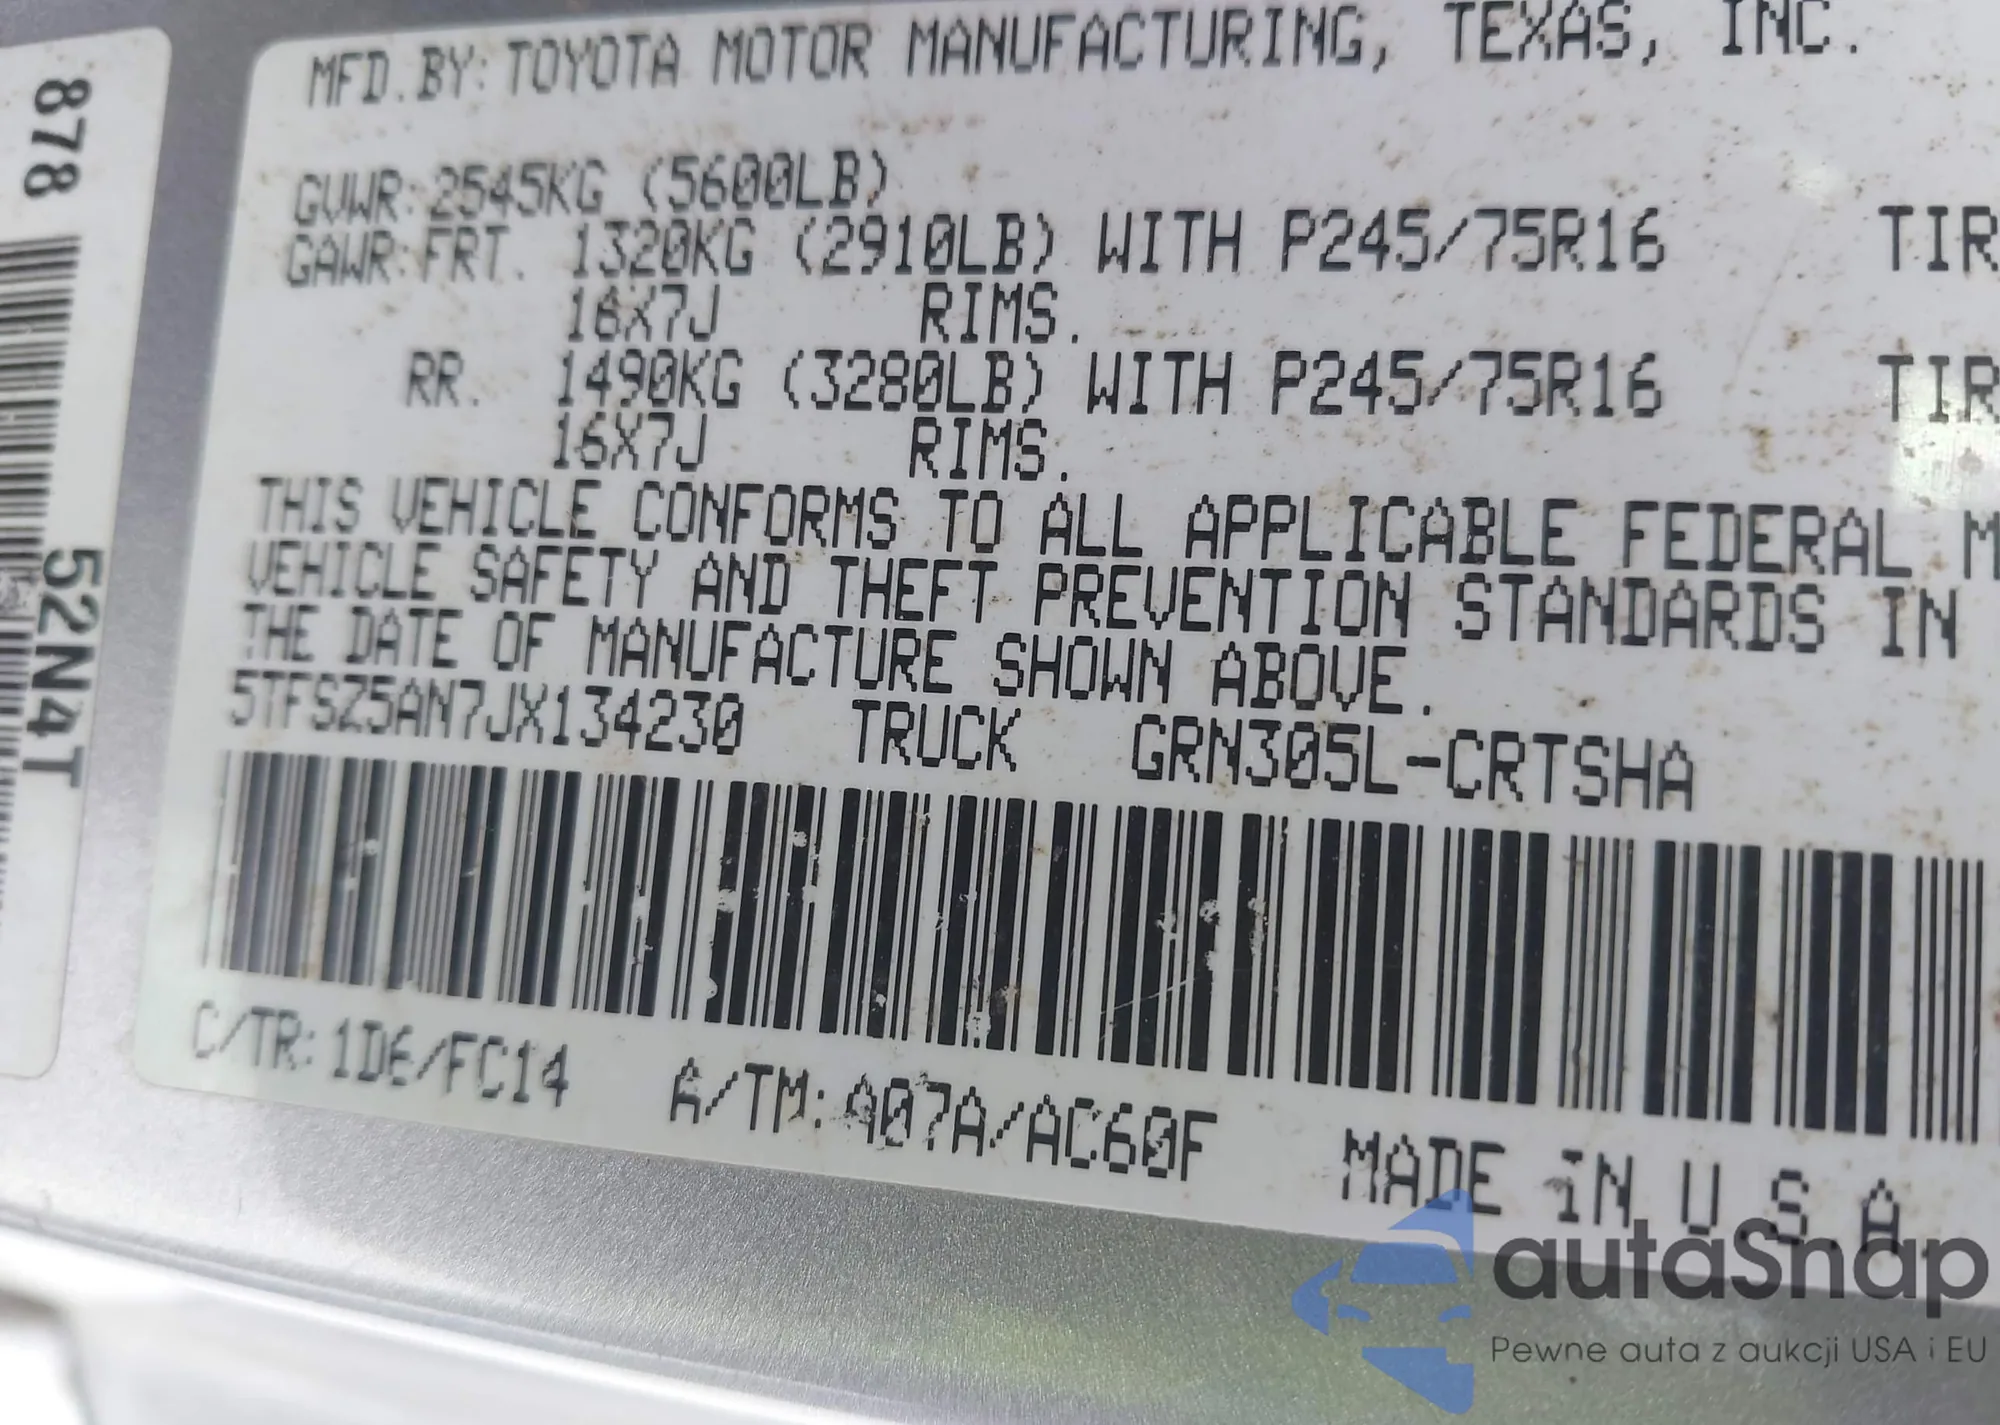 MFD.BY:TOYOTA MOTOR MANUFACTURING, TEXAS, INC.
GVWR:2545KG (5600LB)
GAWR:FRT. 1320KG (2910LB) WITH P245/75R16 TIR
16X7J RIMS.
RR. 1490KG (3280LB) WITH P245/75R16 TIR
16X7J RIMS.
THIS VEHICLE CONFORMS TO ALL APPLICABLE FEDERAL M
VEHICLE SAFETY AND THEFT PREVENTION STANDARDS IN
THE DATE OF MANUFACTURE SHOWN ABOVE.
5TFSZ5AN7JX134230 TRUCK GRN305L-CRTSHA
C/TR:1D6/FC14 A/TM:A07A/AC60F MADE IN U.S.A.
878
52N4T
autaSnap
Pewne auta z aukcji USA i EU